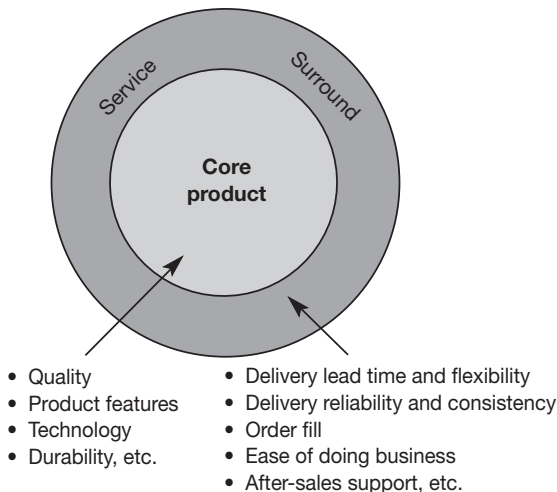 Service
Surround
Core
product
• Quality
• Product features
• Technology
• Durability, etc.
• Delivery lead time and flexibility
• Delivery reliability and consistency
• Order fill
• Ease of doing business
• After-sales support, etc.